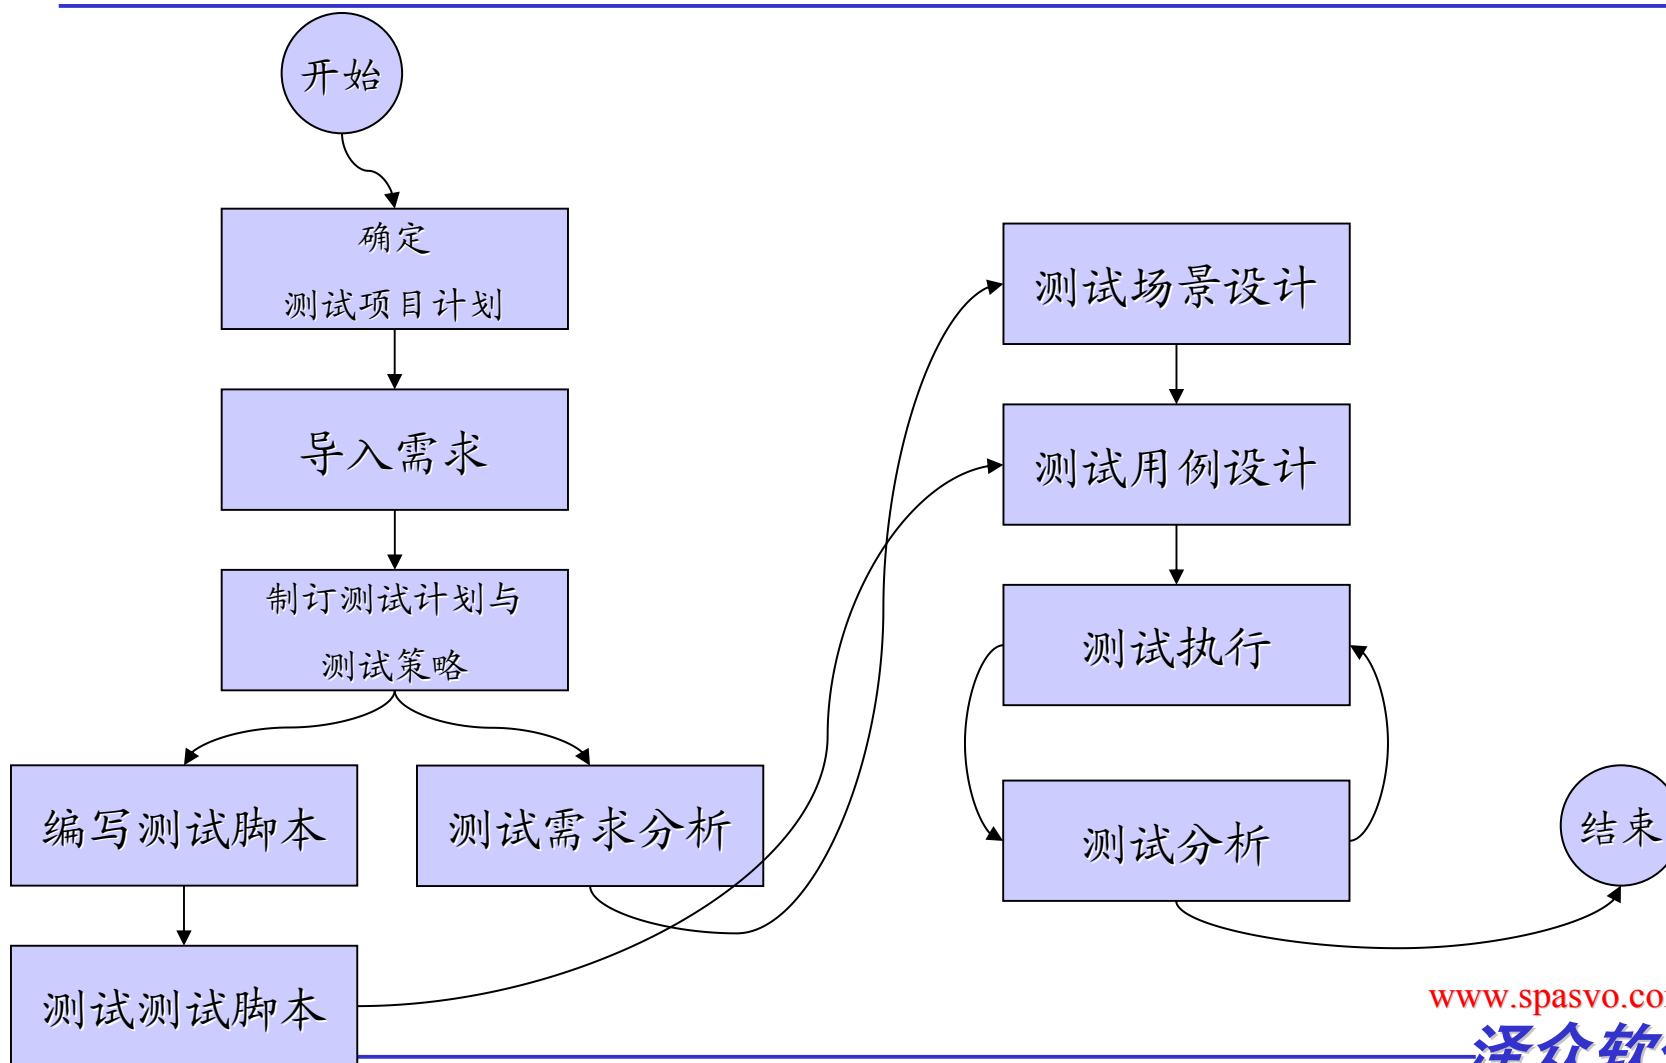 开始
确定
测试项目计划
导入需求
制订测试计划与
测试策略
编写测试脚本
测试需求分析
测试测试脚本
测试场景设计
测试用例设计
测试执行
测试分析
结束
www.spasvo.co
泽众软